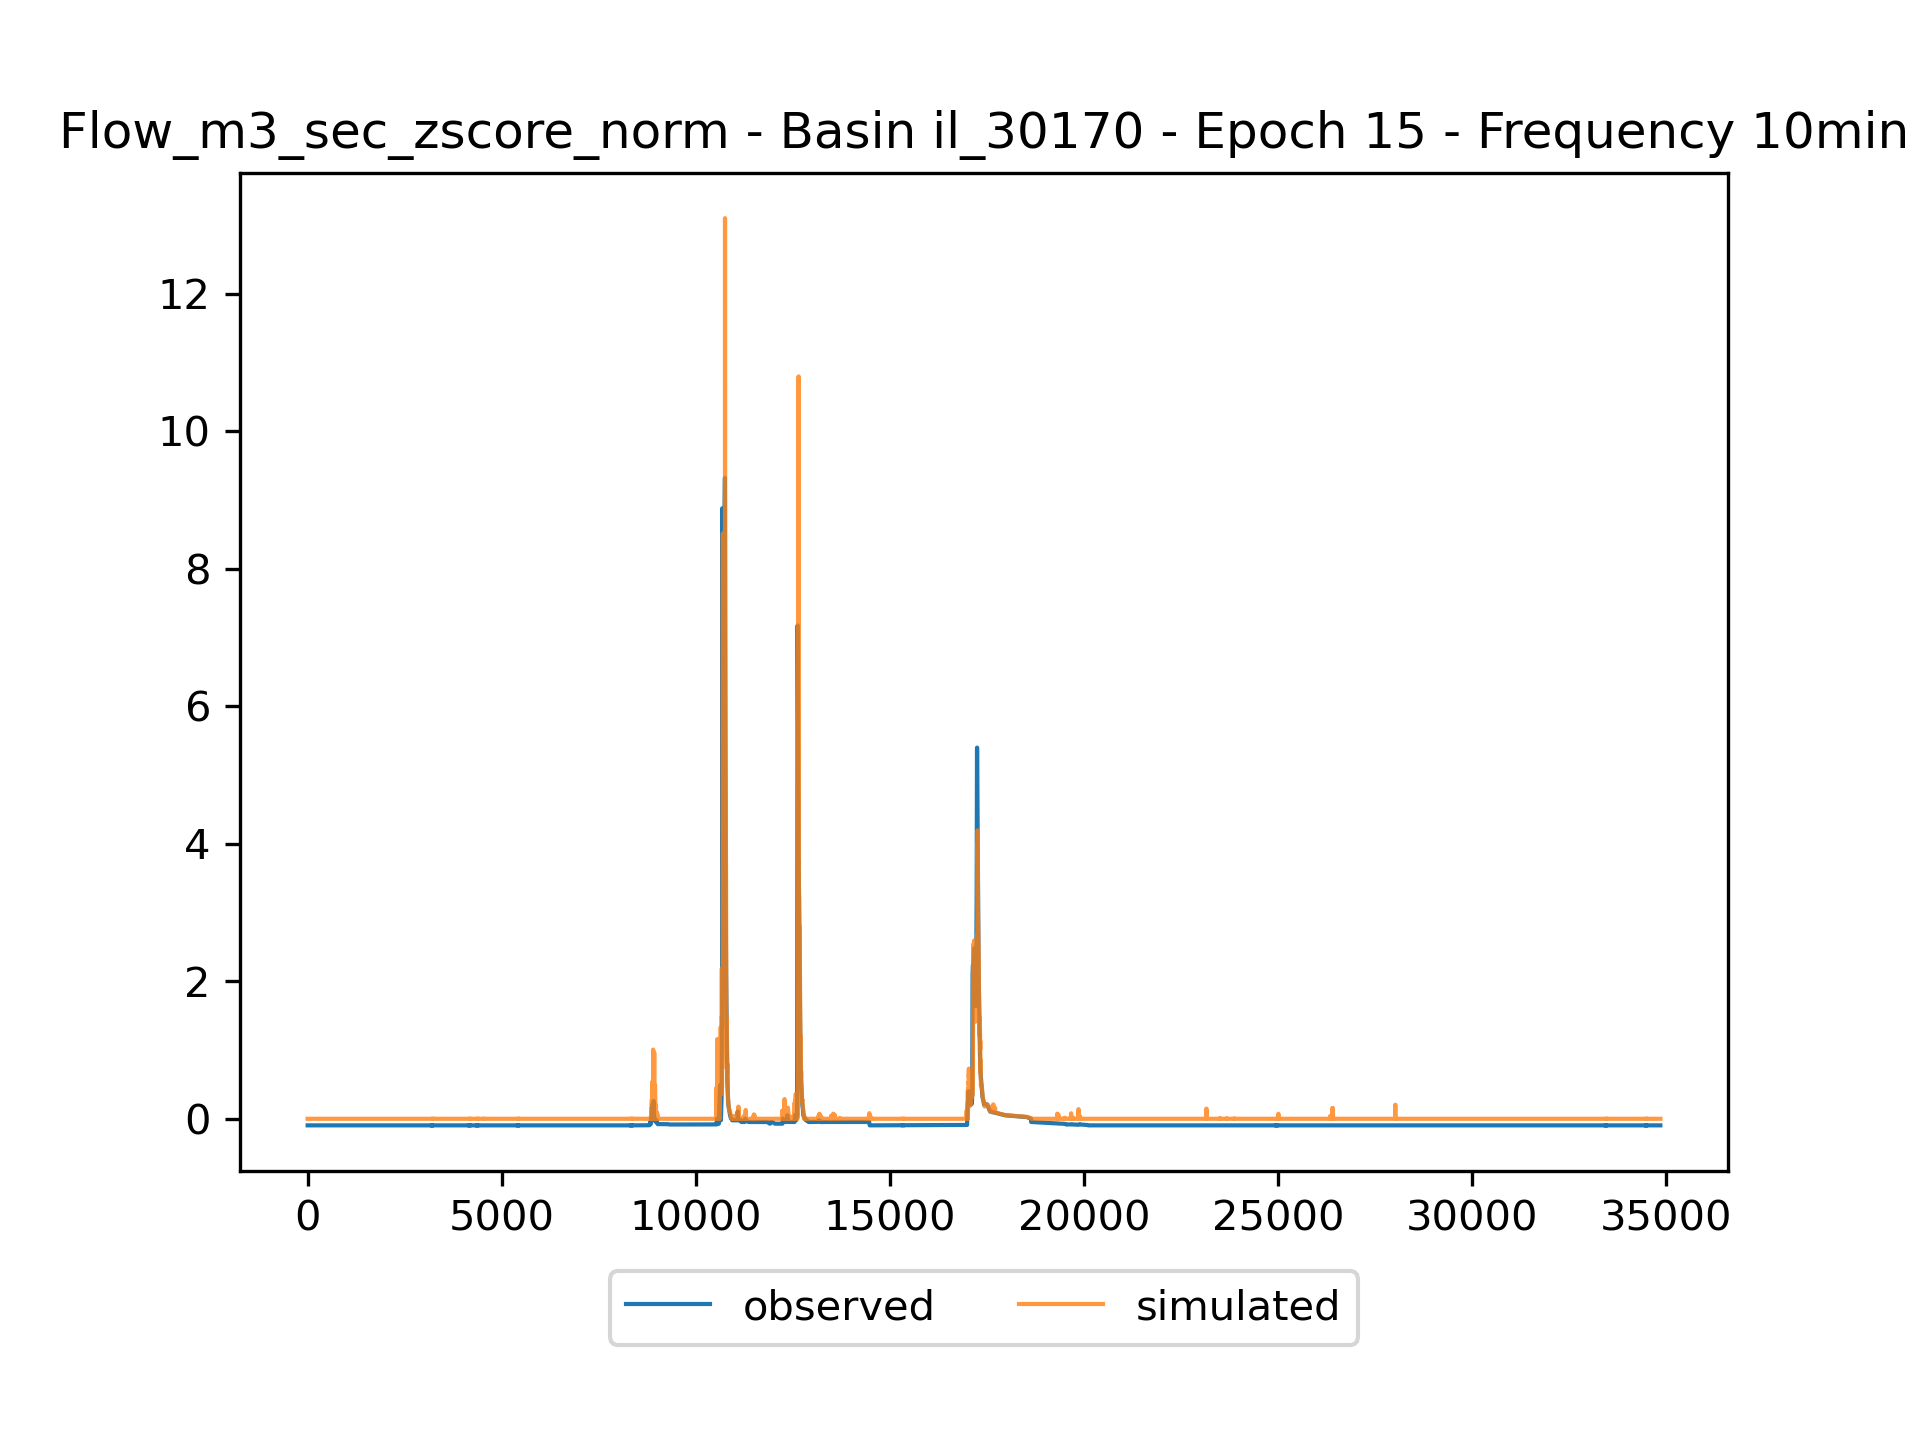 Flow_m3_sec_zscore_norm - Basin il_30170 - Epoch 15 - Frequency 10min
12
10
8
6
4
2
0
0 5000 10000 15000 20000 25000 30000 35000
observed simulated